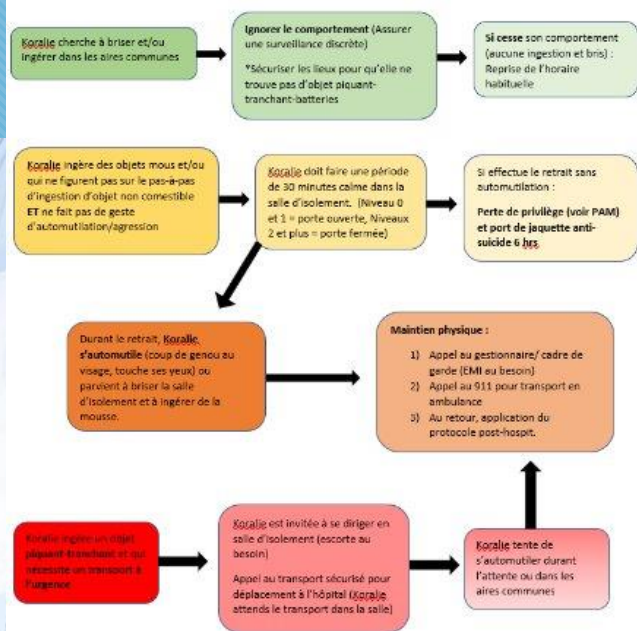 Koralie cherche à briser et/ou
ingérer dans les aires communes
Ignorer le comportement (Assurer
une surveillance discrète)
*Sécuriser les lieux pour qu'elle ne
trouve pas d'objet piquant-
tranchant-batteries
Si cesse son comportement
(aucune ingestion et bris) :
Reprise de l'horaire
habituelle
Koralie ingère des objets mous et/ou
qui ne figurent pas sur le pas-à-pas
d'ingestion d'objet non comestible
ET ne fait pas de geste
d'automutilation/agression
Koralie doit faire une période
de 30 minutes calme dans la
salle d'isolement. (Niveau 0
et 1 = porte ouverte, Niveaux
2 et plus = porte fermée)
Si effectue le retrait sans
automutilation :
Perte de privilège (voir PAM)
et port de jaquette anti-
suicide 6 hrs
Durant le retrait, Koralie
s'automutile (coup de genou au
visage, touche ses yeux) ou
parvient à briser la salle
d'isolement et à ingérer de la
mousse.
Maintien physique :
1) Appel au gestionnaire/ cadre de
garde (EMI au besoin)
2) Appel au 911 pour transport en
ambulance
3) Au retour, application du
protocole post-hospit.
Koralie ingère un objet
piquant-tranchant et qui
nécessite un transport à
l'urgence
Koralie est invitée à se diriger en
salle d'isolement (escorte au
besoin)
Appel au transport sécurisé pour
déplacement à l'hôpital (Koralie
attends le transport dans la salle)
Koralie tente de
s'automutiler durant
l'attente ou dans les
aires communes